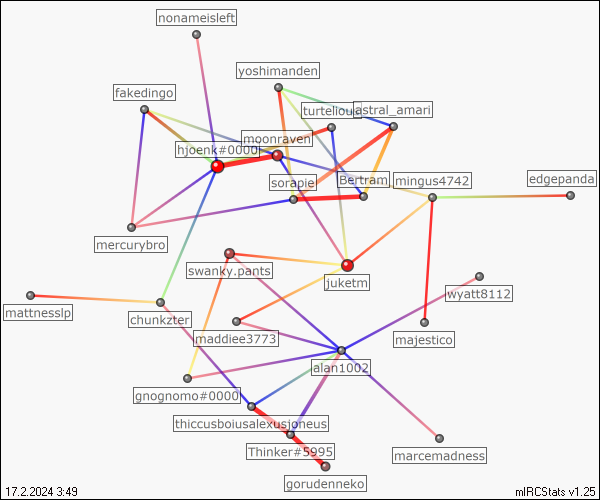 nonameisleft
yoshimanden
fakedingo
astral_amari
moonraven
hjoenk#0000
sorapie
Bertram
mingus4742
edgepanda
mercurybro
swanky.pants
juketm
wyatt8112
mattnesslp
chunkzter
maddiee3773
majestico
alan1002
gnognomo#0000
thiccusboiusalexusjoneus
Thinker#5995
marcemadness
gorudenneko
17.2.2024 3:49
mIRCStats v1.25